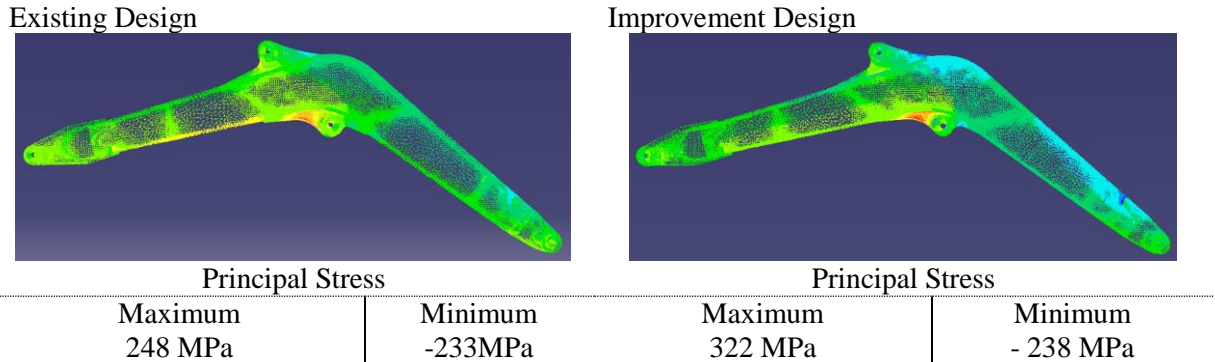 Existing Design Improvement Design
Principal Stress Principal Stress
Maximum Minimum Maximum Minimum
248 MPa -233MPa 322 MPa - 238 MPa